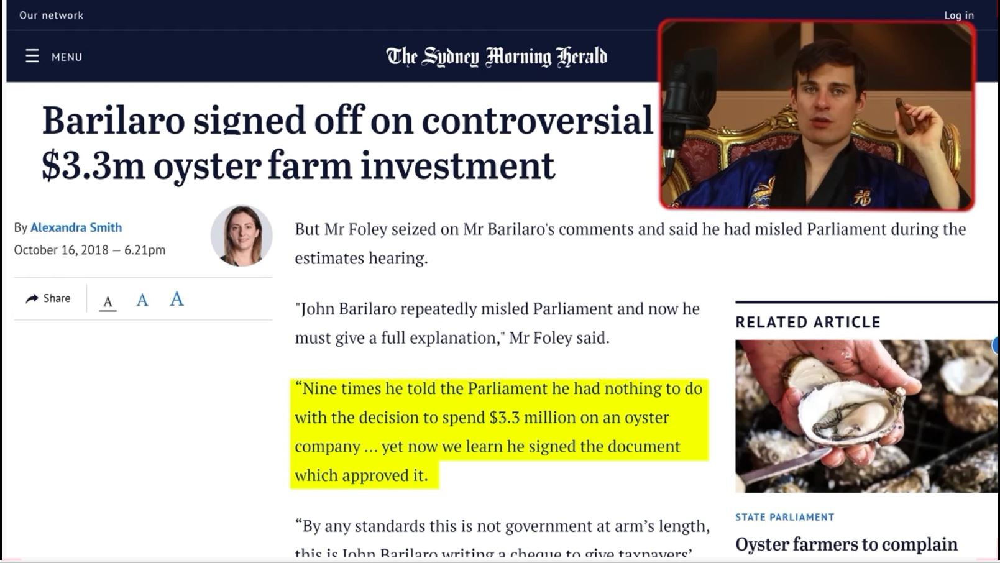 Our network
Log in
MENU
The Sydney Morning Herald
Barilaro signed off on controversial
$3.3m oyster farm investment
By Alexandra Smith
October 16, 2018 — 6.21pm
Share
A A A
But Mr Foley seized on Mr Barilaro's comments and said he had misled Parliament during the
estimates hearing.
"John Barilaro repeatedly misled Parliament and now he
must give a full explanation," Mr Foley said.
“Nine times he told the Parliament he had nothing to do
with the decision to spend $3.3 million on an oyster
company ... yet now we learn he signed the document
which approved it.
“By any standards this is not government at arm’s length,
this is John Barilaro writing a cheque to give taxpayers’
RELATED ARTICLE
STATE PARLIAMENT
Oyster farmers to complain
福